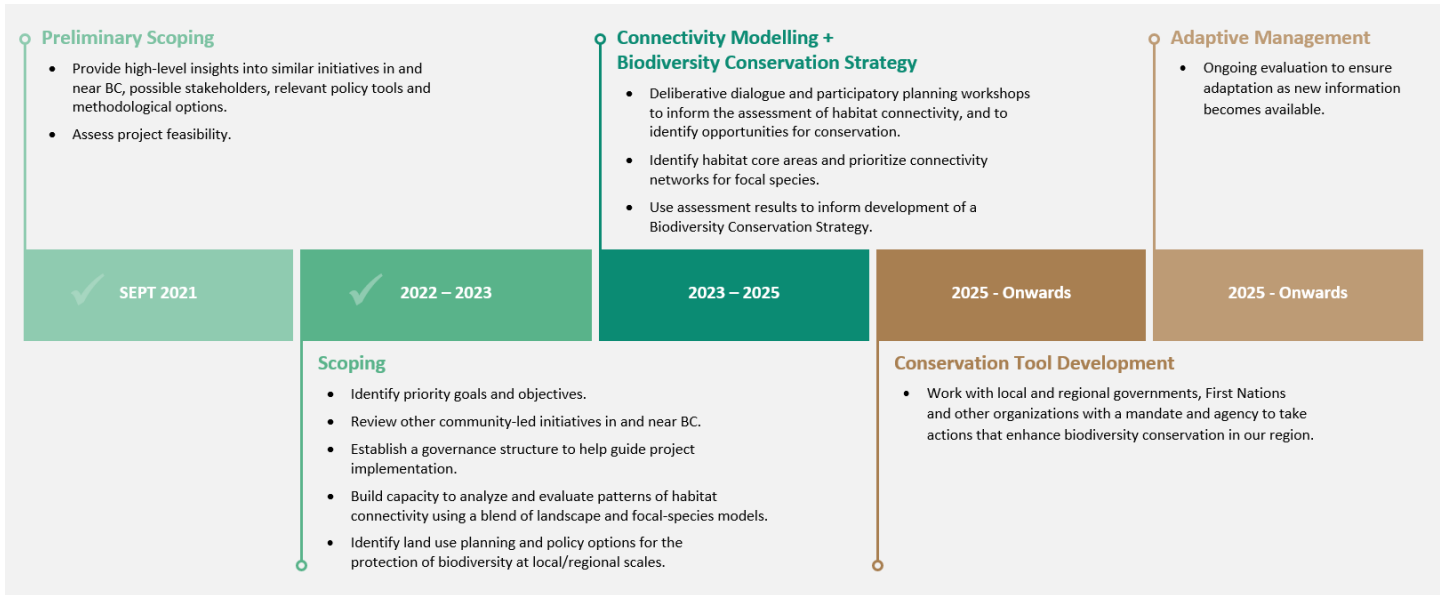 Preliminary Scoping
• Provide high-level insights into similar initiatives in and
near BC, possible stakeholders, relevant policy tools and
methodological options.
• Assess project feasibility.
Connectivity Modelling +
Biodiversity Conservation Strategy
• Deliberative dialogue and participatory planning workshops
to inform the assessment of habitat connectivity, and to
identify opportunities for conservation.
• Identify habitat core areas and prioritize connectivity
networks for focal species.
• Use assessment results to inform development of a
Biodiversity Conservation Strategy.
Adaptive Management
• Ongoing evaluation to ensure
adaptation as new information
becomes available.
SEPT 2021
2022 – 2023
2023 – 2025
2025 - Onwards
2025 - Onwards
Scoping
• Identify priority goals and objectives.
• Review other community-led initiatives in and near BC.
• Establish a governance structure to help guide project
implementation.
• Build capacity to analyze and evaluate patterns of habitat
connectivity using a blend of landscape and focal-species models.
• Identify land use planning and policy options for the
protection of biodiversity at local/regional scales.
Conservation Tool Development
• Work with local and regional governments, First Nations
and other organizations with a mandate and agency to take
actions that enhance biodiversity conservation in our region.